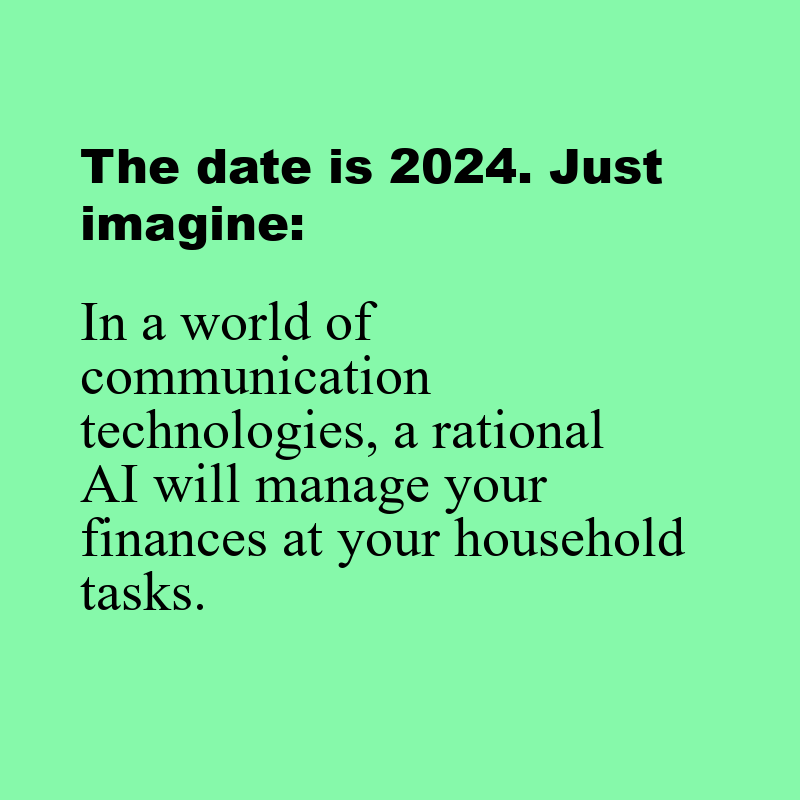 The date is 2024. Just
imagine:
In a world of
communication
technologies, a rational
AI will manage your
finances at your household
tasks.